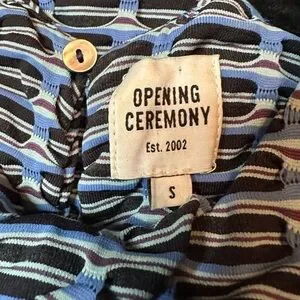 OPENING
CEREMONY
Est. 2002
S